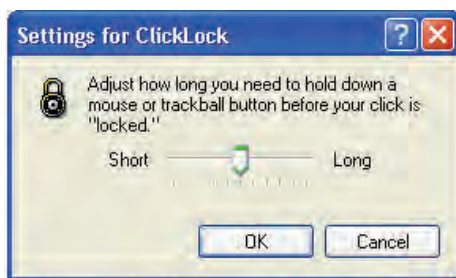 Settings for ClickLock
Adjust how long you need to hold down a
mouse or trackball button before your click is
"locked."
Short Long
OK Cancel